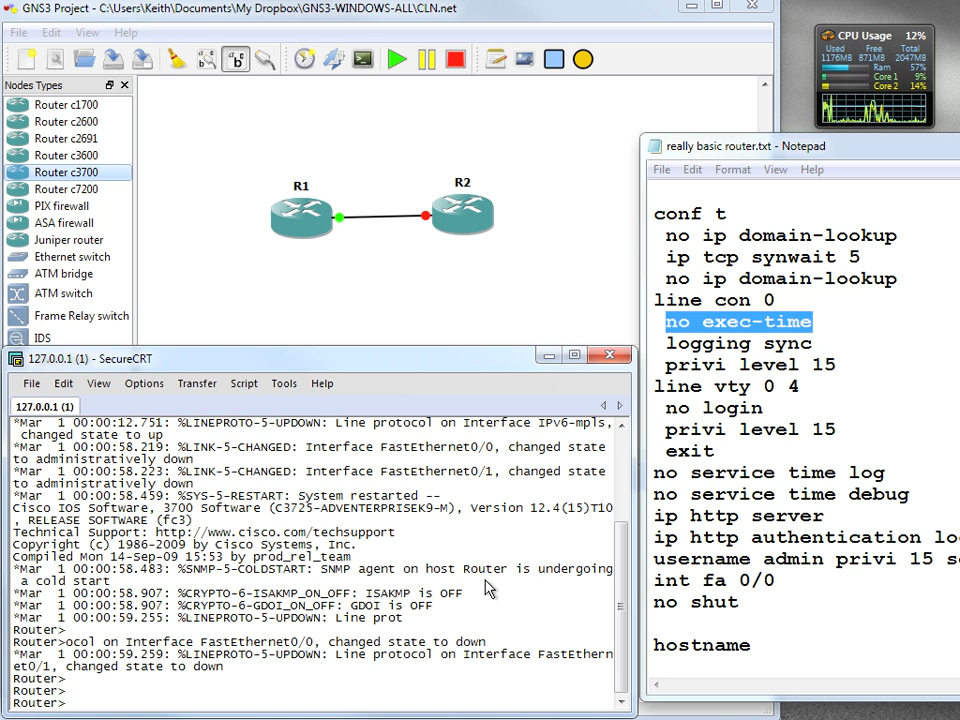 GNS3 Project - C:\Users\Keith\Documents\My Dropbox\GNS3-WINDOWS-ALL\CLN.net
File Edit View Help
Nodes Types
Router c1700
Router c2600
Router c2691
Router c3600
Router c3700
Router c7200
PIX firewall
ASA firewall
Juniper router
Ethernet switch
ATM bridge
ATM switch
Frame Relay switch
IDS
R1
R2
CPU Usage 12%
Used Free Total
1176MB 871MB 2047MB
Ram 57%
Core 1 9%
Core 2 14%
really basic router.txt - Notepad
File Edit Format View Help
conf t
no ip domain-lookup
ip tcp synwait 5
no ip domain-lookup
line con 0
no exec-time
logging sync
privi level 15
line vty 0 4
no login
privi level 15
exit
no service time log
no service time debug
ip http server
ip http authentication lo
username admin privi 15 s
int fa 0/0
no shut
hostname
127.0.0.1 (1) - SecureCRT
File Edit View Options Transfer Script Tools Help
127.0.0.1 (1)
*Mar 1 00:00:12.751: %LINEPROTO-5-UPDOWN: Line protocol on Interface IPv6-mpls,
changed state to up
*Mar 1 00:00:58.219: %LINK-5-CHANGED: Interface FastEthernet0/0, changed state
to administratively down
*Mar 1 00:00:58.223: %LINK-5-CHANGED: Interface FastEthernet0/1, changed state
to administratively down
*Mar 1 00:00:58.459: %SYS-5-RESTART: System restarted --
Cisco IOS Software, 3700 Software (C3725-ADVENTERPRISEK9-M), Version 12.4(15)T10
, RELEASE SOFTWARE (fc3)
Technical Support: http://www.cisco.com/techsupport
Copyright (c) 1986-2009 by Cisco Systems, Inc.
Compiled Mon 14-Sep-09 15:53 by prod_rel_team
*Mar 1 00:00:58.483: %SNMP-5-COLDSTART: SNMP agent on host Router is undergoing
a cold start
*Mar 1 00:00:58.907: %CRYPTO-6-ISAKMP_ON_OFF: ISAKMP is OFF
*Mar 1 00:00:58.907: %CRYPTO-6-GDOI_ON_OFF: GDOI is OFF
*Mar 1 00:00:59.255: %LINEPROTO-5-UPDOWN: Line prot
Router>
Router>ocol on Interface FastEthernet0/0, changed state to down
*Mar 1 00:00:59.259: %LINEPROTO-5-UPDOWN: Line protocol on Interface FastEthern
et0/1, changed state to down
Router>
Router>
Router>